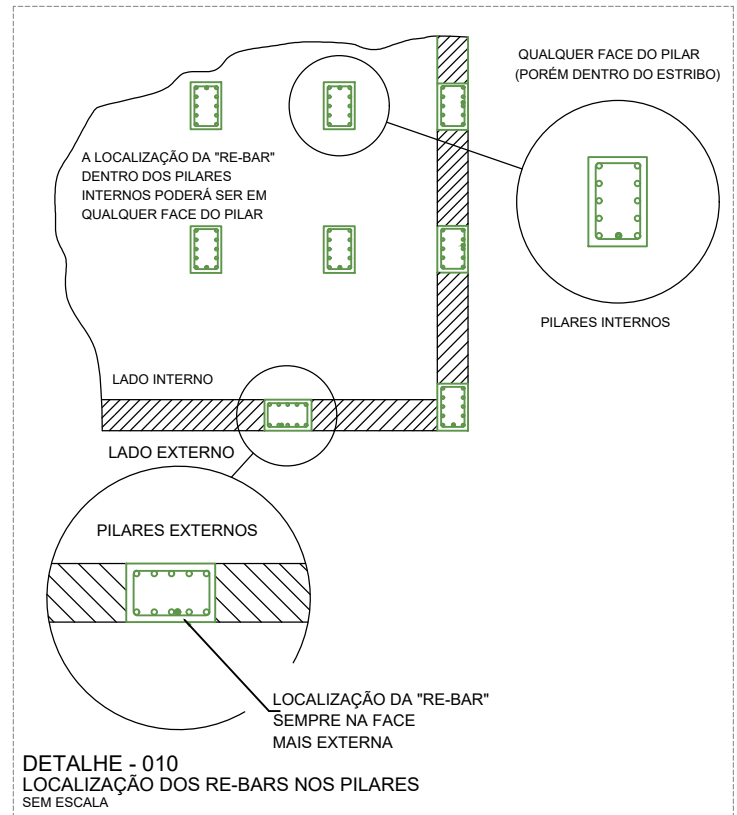 QUALQUER FACE DO PILAR
(PORÉM DENTRO DO ESTRIBO)
A LOCALIZAÇÃO DA "RE-BAR"
DENTRO DOS PILARES
INTERNOS PODERÁ SER EM
QUALQUER FACE DO PILAR
PILARES INTERNOS
LADO INTERNO
LADO EXTERNO
PILARES EXTERNOS
LOCALIZAÇÃO DA "RE-BAR"
SEMPRE NA FACE
MAIS EXTERNA
DETALHE - 010
LOCALIZAÇÃO DOS RE-BARS NOS PILARES
SEM ESCALA